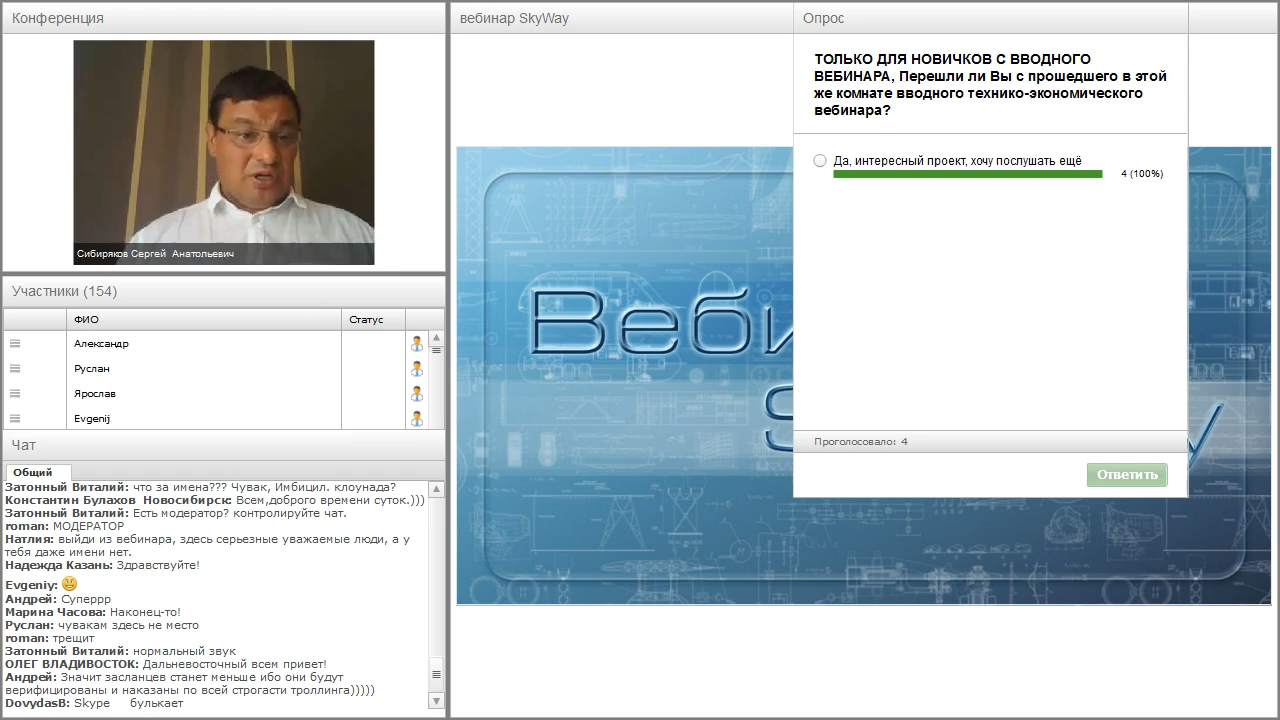 Конференция
Сибиряков Сергей Анатольевич
Участники (154)
ФИО Статус
Александр
Руслан
Ярослав
Evgenij
Чат
Общий
Затонный Виталий: что за имена??? Чувак, Имбицил. клоунада?
Константин Булахов Новосибирск: Всем,доброго времени суток.)))
Затонный Виталий: Есть модератор? контролируйте чат.
roman: МОДЕРАТОР
Натлия: выйди из вебинара, здесь серьезные уважаемые люди, а у
тебя даже имени нет.
Надежда Казань: Здравствуйте!
Evgeniy:
Андрей: Суперрр
Марина Часова: Наконец-то!
Руслан: чувакам здесь не место
roman: трещит
Затонный Виталий: нормальный звук
ОЛЕГ ВЛАДИВОСТОК: Дальневосточный всем привет!
Андрей: Значит засланцев станет меньше ибо они будут
верифицированы и наказаны по всей строгасти троллинга)))))
DovydasB: Skype булькает
вебинар SkyWay
Веби
S y
Опрос
ТОЛЬКО ДЛЯ НОВИЧКОВ С ВВОДНОГО
ВЕБИНАРА, Перешли ли Вы с прошедшего в этой
же комнате вводного технико-экономического
вебинара?
Да, интересный проект, хочу послушать ещё
4 (100%)
Проголосовало: 4
Ответить